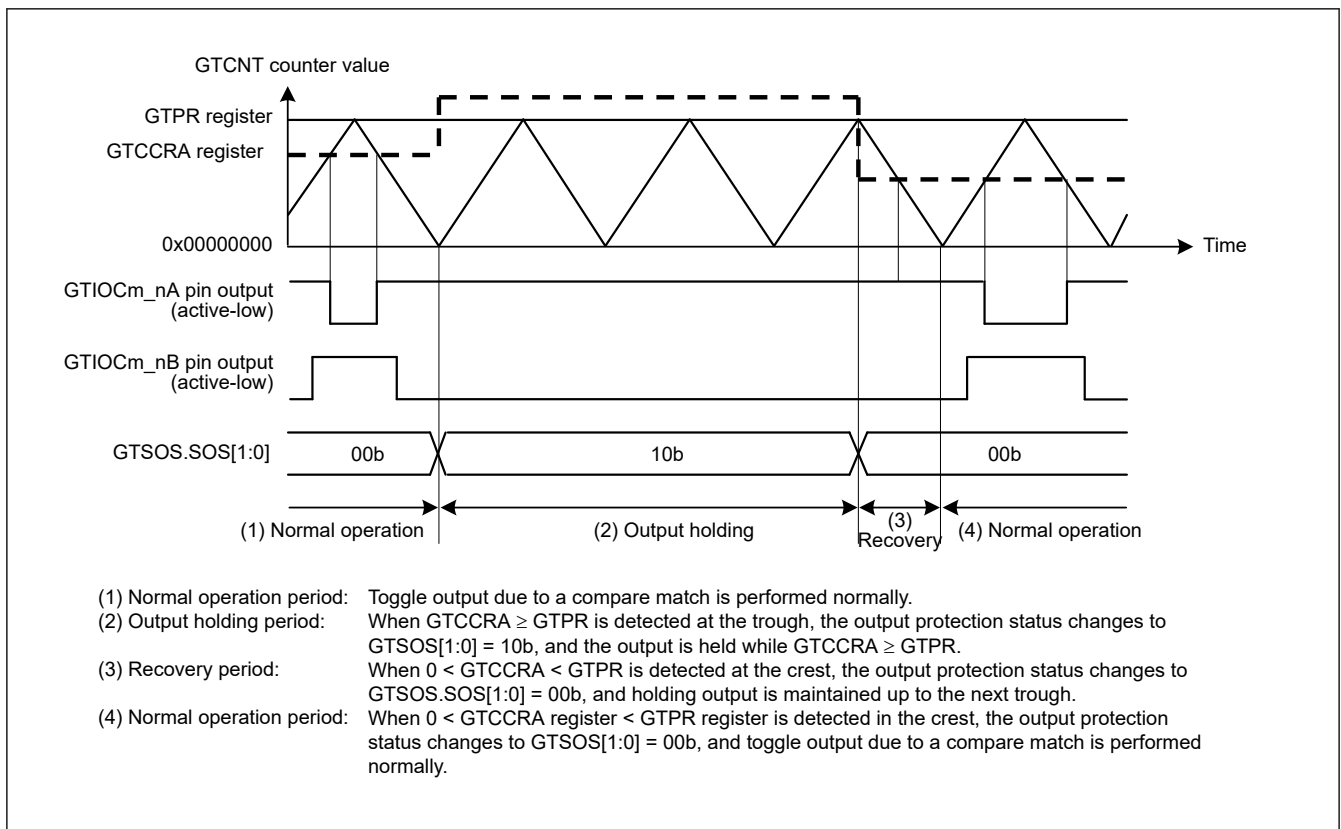 GTCNT counter value
GTPR register
GTCCRA register
0x00000000
Time
GTIOCm_nA pin output
(active-low)
GTIOCm_nB pin output
(active-low)
GTSOS.SOS[1:0]
00b
10b
00b
(1) Normal operation
(2) Output holding
(3)
Recovery
(4) Normal operation
(1) Normal operation period: Toggle output due to a compare match is performed normally.
(2) Output holding period: When GTCCRA ≥ GTPR is detected at the trough, the output protection status changes to
GTSOS[1:0] = 10b, and the output is held while GTCCRA ≥ GTPR.
(3) Recovery period: When 0 < GTCCRA < GTPR is detected at the crest, the output protection status changes to
GTSOS.SOS[1:0] = 00b, and holding output is maintained up to the next trough.
(4) Normal operation period: When 0 < GTCCRA register < GTPR register is detected in the crest, the output protection
status changes to GTSOS[1:0] = 00b, and toggle output due to a compare match is performed
normally.